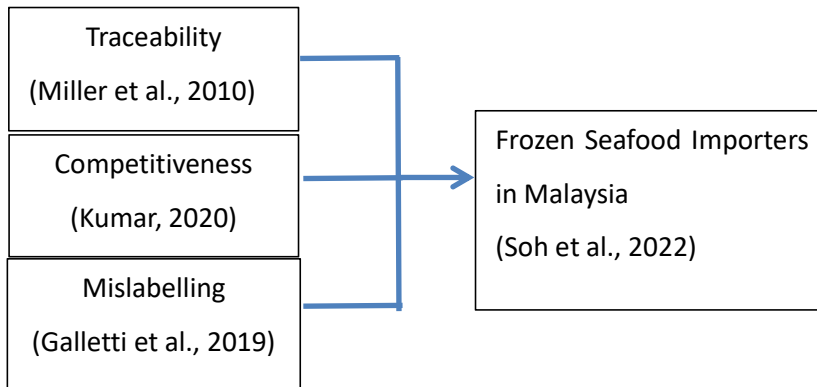 Traceability
(Miller et al., 2010)
Competitiveness
(Kumar, 2020)
Mislabelling
(Galletti et al., 2019)
Frozen Seafood Importers
in Malaysia
(Soh et al., 2022)